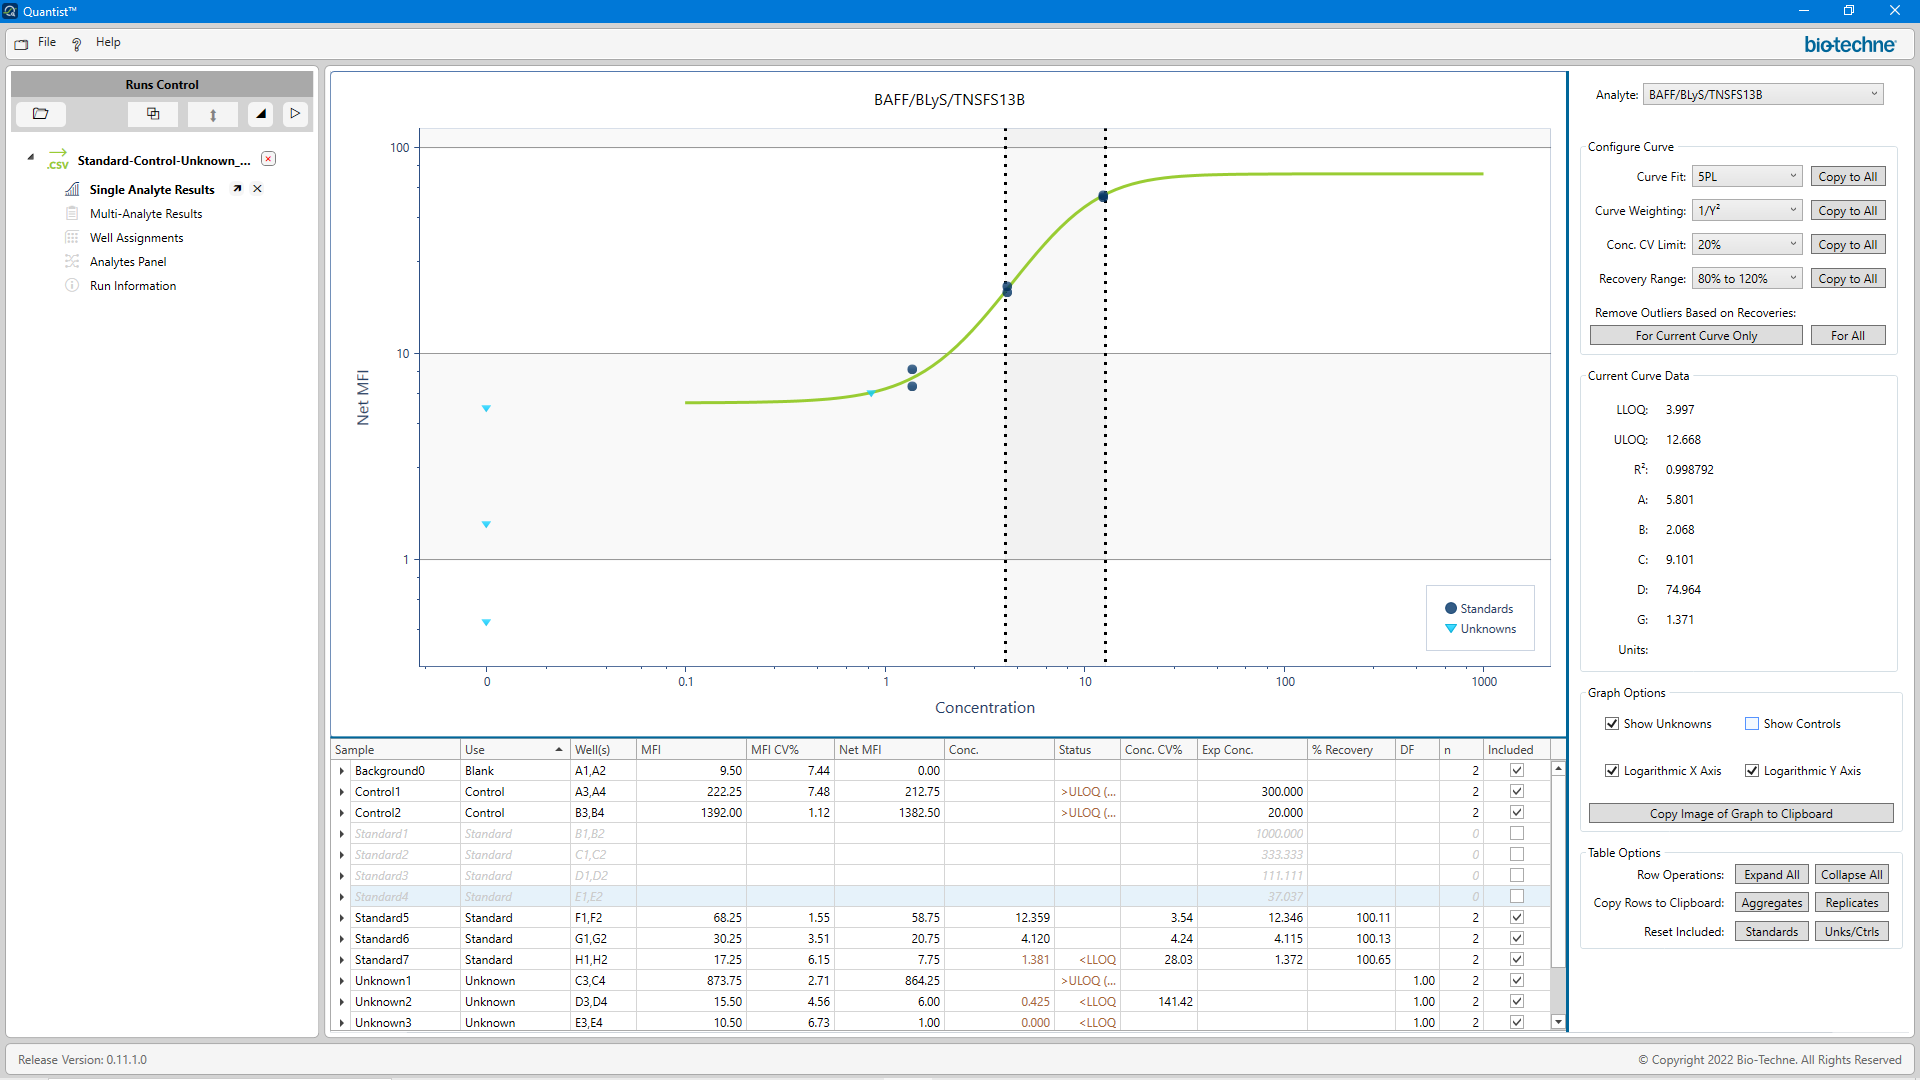 Quantist™
File Help
bio-techne
Runs Control
.csv Standard-Control-Unknown_...
Single Analyte Results
Multi-Analyte Results
Well Assignments
Analytes Panel
Run Information
BAFF/BLyS/TNSFS13B
Net MFI
100
10
1
Standards
Unknowns
0 0.1 1 10 100 1000
Concentration
Sample Use Well(s) MFI MFI CV% Net MFI Conc. Status Conc. CV% Exp Conc. % Recovery DF n Included
Background0 Blank A1,A2 9.50 7.44 0.00 2
Control1 Control A3,A4 222.25 7.48 212.75 >ULOQ (... 300.000 2
Control2 Control B3,B4 1392.00 1.12 1382.50 >ULOQ (... 20.000 2
Standard1 Standard B1,B2 1000.000 0
Standard2 Standard C1,C2 333.333 0
Standard3 Standard D1,D2 111.111 0
Standard4 Standard E1,E2 37.037 0
Standard5 Standard F1,F2 68.25 1.55 58.75 12.359 3.54 12.346 100.11 2
Standard6 Standard G1,G2 30.25 3.51 20.75 4.120 4.24 4.115 100.13 2
Standard7 Standard H1,H2 17.25 6.15 7.75 1.381 <LLOQ 28.03 1.372 100.65 2
Unknown1 Unknown C3,C4 873.75 2.71 864.25 >ULOQ (... 1.00 2
Unknown2 Unknown D3,D4 15.50 4.56 6.00 0.425 <LLOQ 141.42 1.00 2
Unknown3 Unknown E3,E4 10.50 6.73 1.00 0.000 <LLOQ 1.00 2
Analyte: BAFF/BLyS/TNSFS13B
Configure Curve
Curve Fit: 5PL Copy to All
Curve Weighting: 1/Y² Copy to All
Conc. CV Limit: 20% Copy to All
Recovery Range: 80% to 120% Copy to All
Remove Outliers Based on Recoveries:
For Current Curve Only For All
Current Curve Data
LLOQ: 3.997
ULOQ: 12.668
R²: 0.998792
A: 5.801
B: 2.068
C: 9.101
D: 74.964
G: 1.371
Units:
Graph Options
Show Unknowns Show Controls
Logarithmic X Axis Logarithmic Y Axis
Copy Image of Graph to Clipboard
Table Options
Row Operations: Expand All Collapse All
Copy Rows to Clipboard: Aggregates Replicates
Reset Included: Standards Unks/Ctrls
Release Version: 0.11.1.0
© Copyright 2022 Bio-Techne. All Rights Reserved